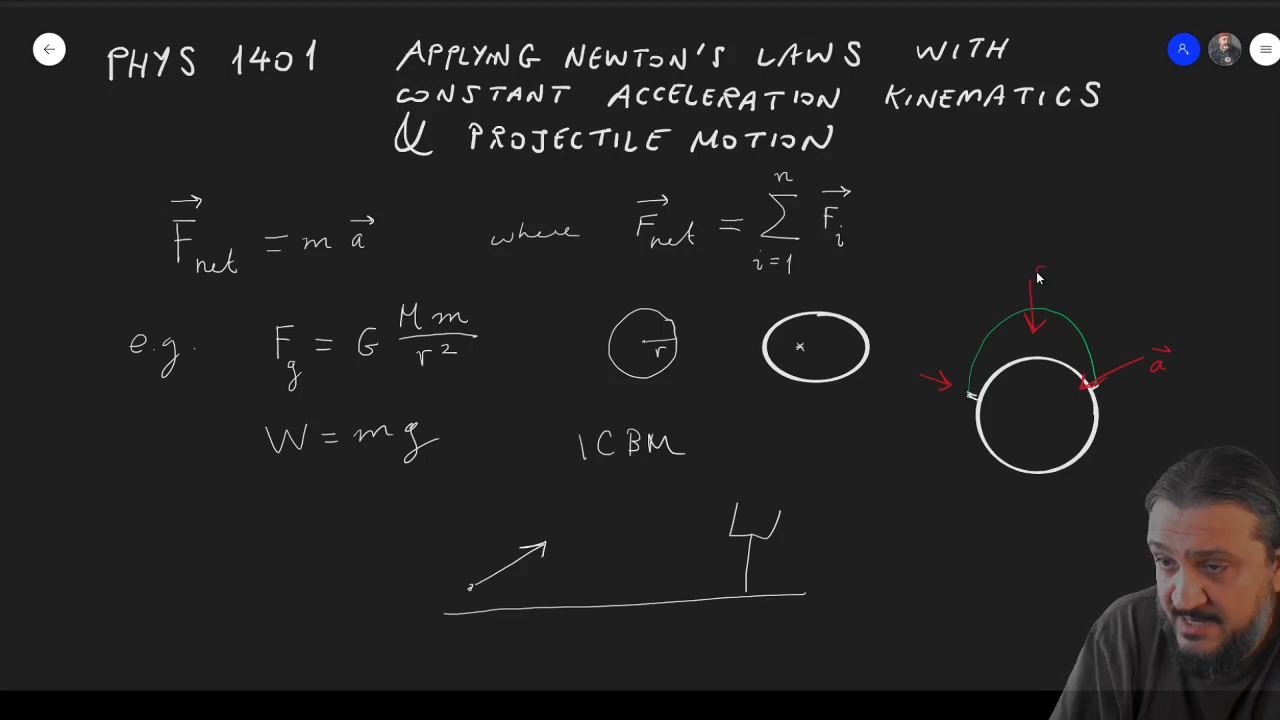 PHYS 1401 APPLYING NEWTON'S LAWS WITH
CONSTANT ACCELERATION KINEMATICS
& PROJECTILE MOTION
F⃗net = m a⃗ where F⃗net = Σ(i=1 to n) F⃗i
e.g. Fg = G Mm/r² r
a⃗
W = mg ICBM